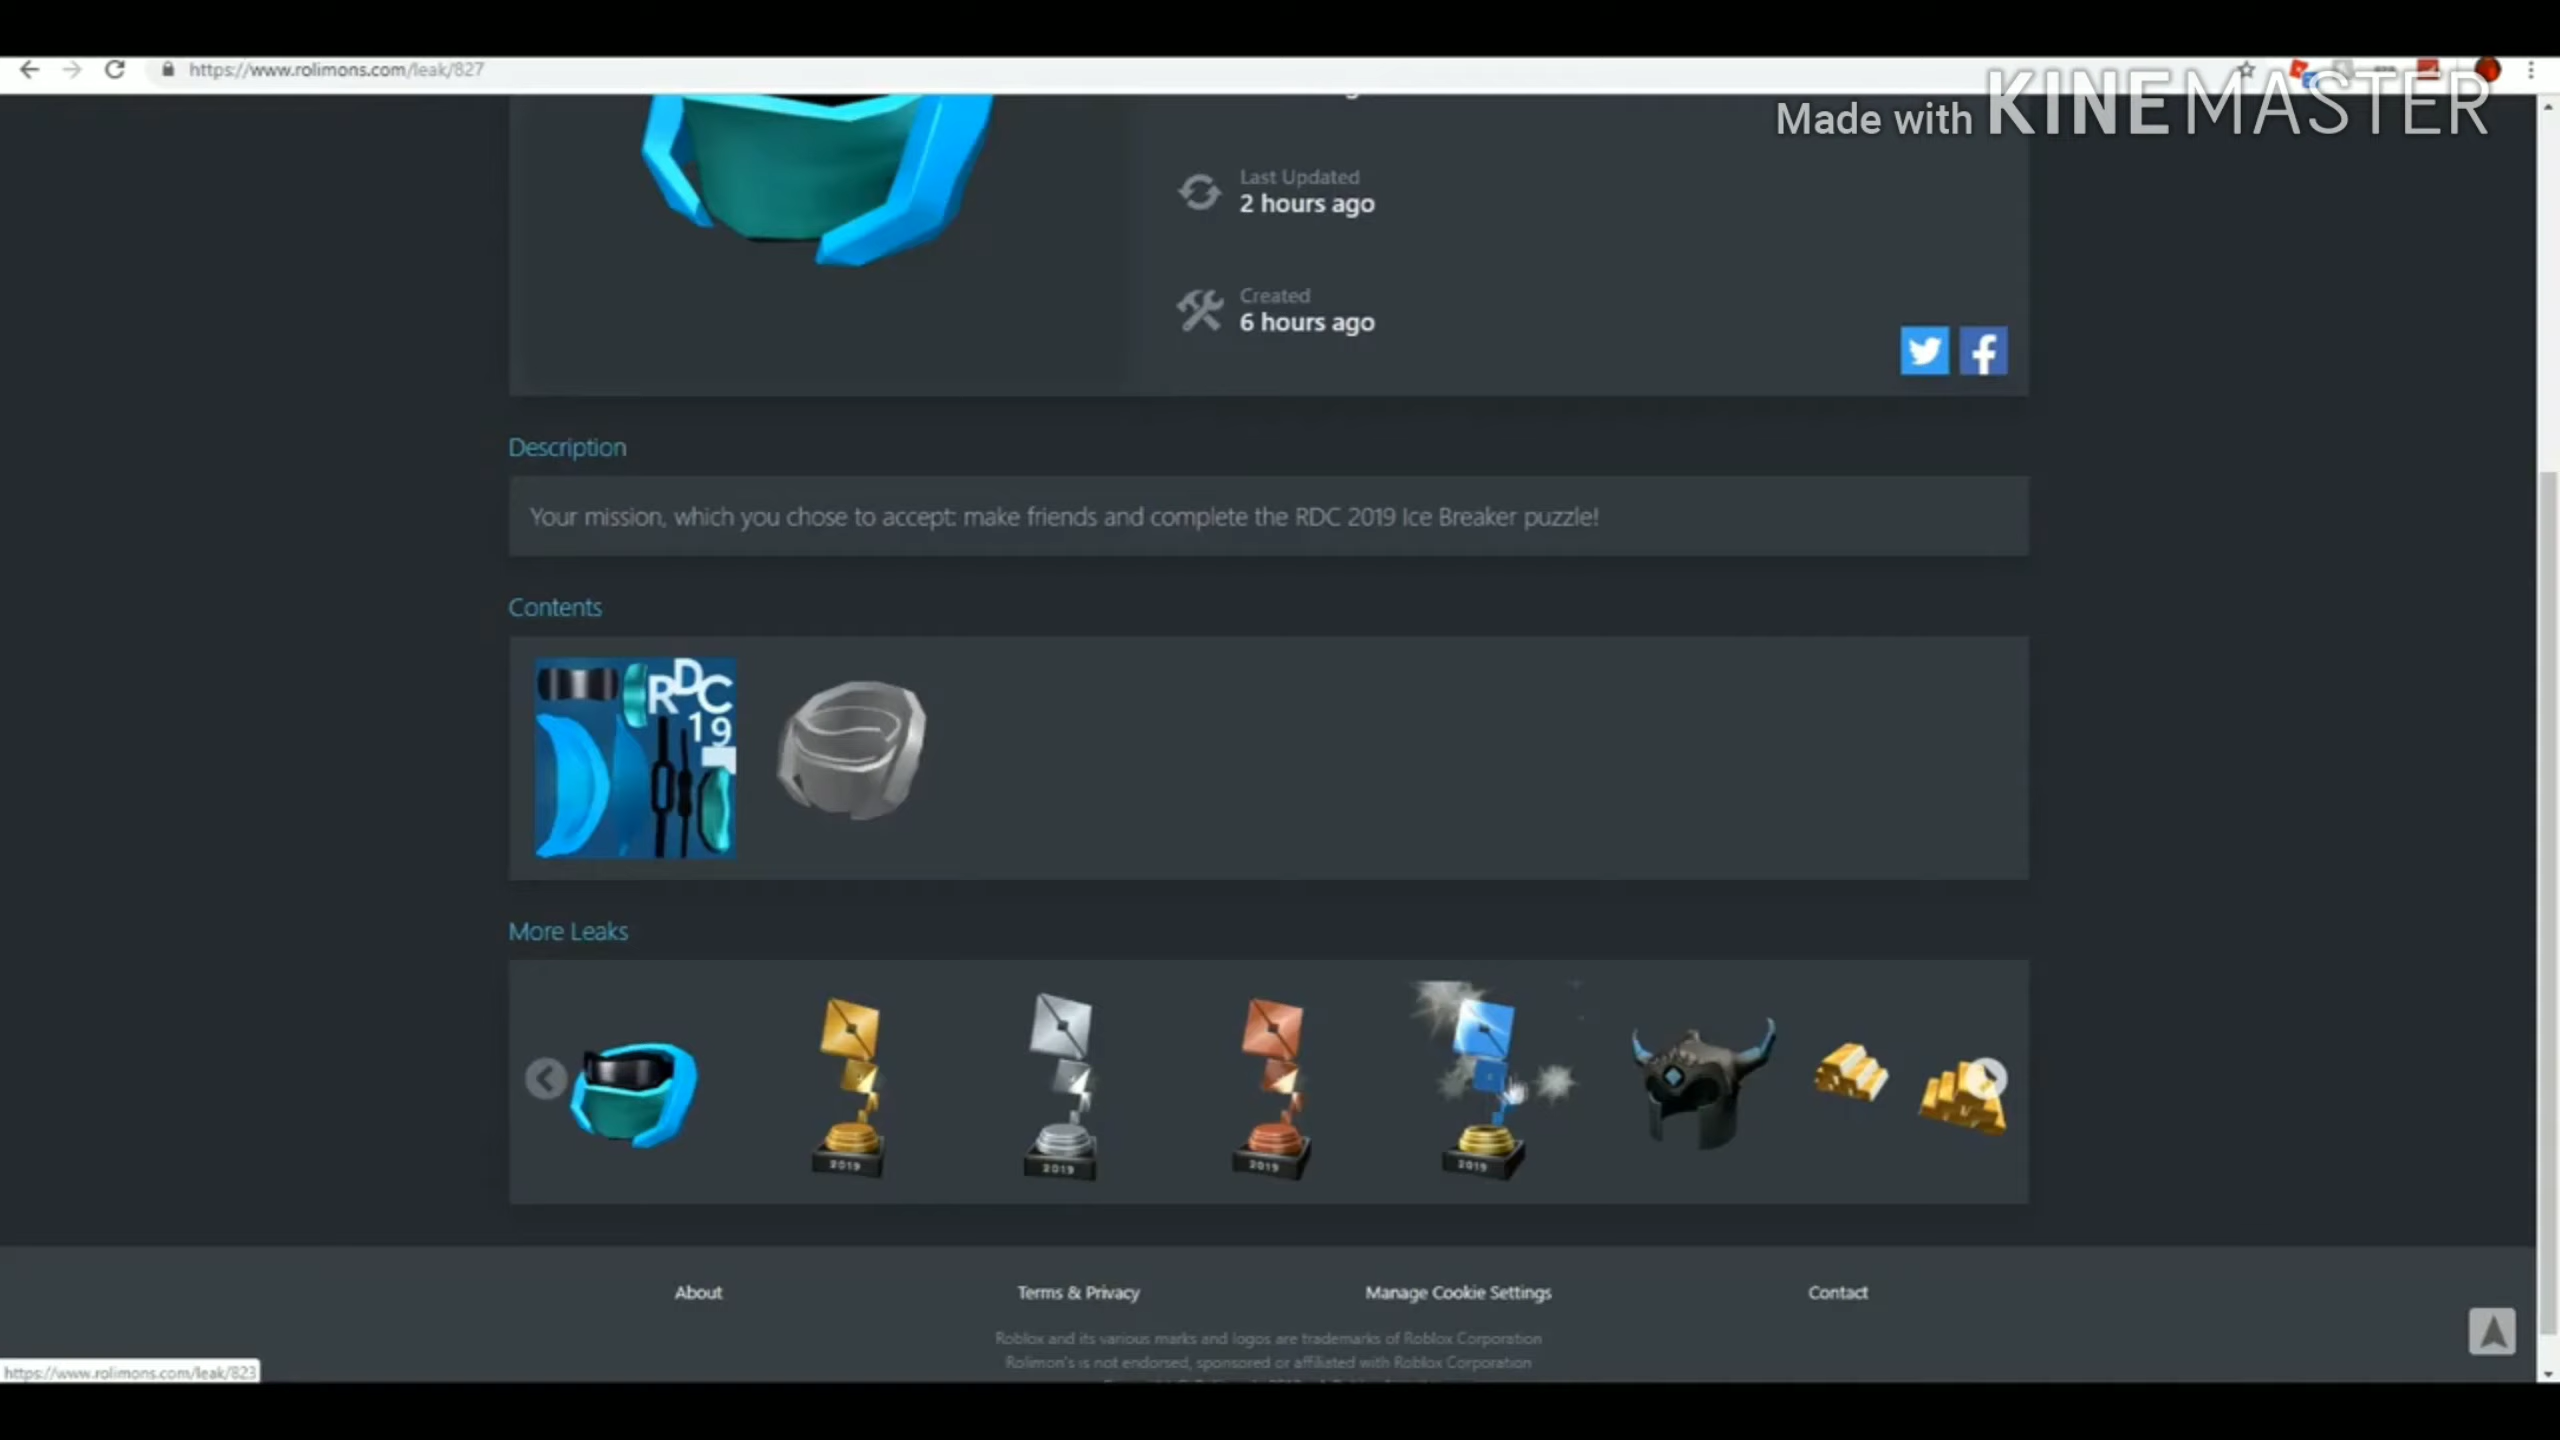 https://www.rolimons.com/leak/827
Made with KINEMASTER
Last Updated
2 hours ago
Created
6 hours ago
Description
Your mission, which you chose to accept: make friends and complete the RDC 2019 Ice Breaker puzzle!
Contents
RDC
19
More Leaks
2019
2019
2019
2019
About
Terms & Privacy
Manage Cookie Settings
Contact
Roblox and its various marks and logos are trademarks of Roblox Corporation
Rolimon's is not endorsed, sponsored or affiliated with Roblox Corporation
https://www.rolimons.com/leak/823